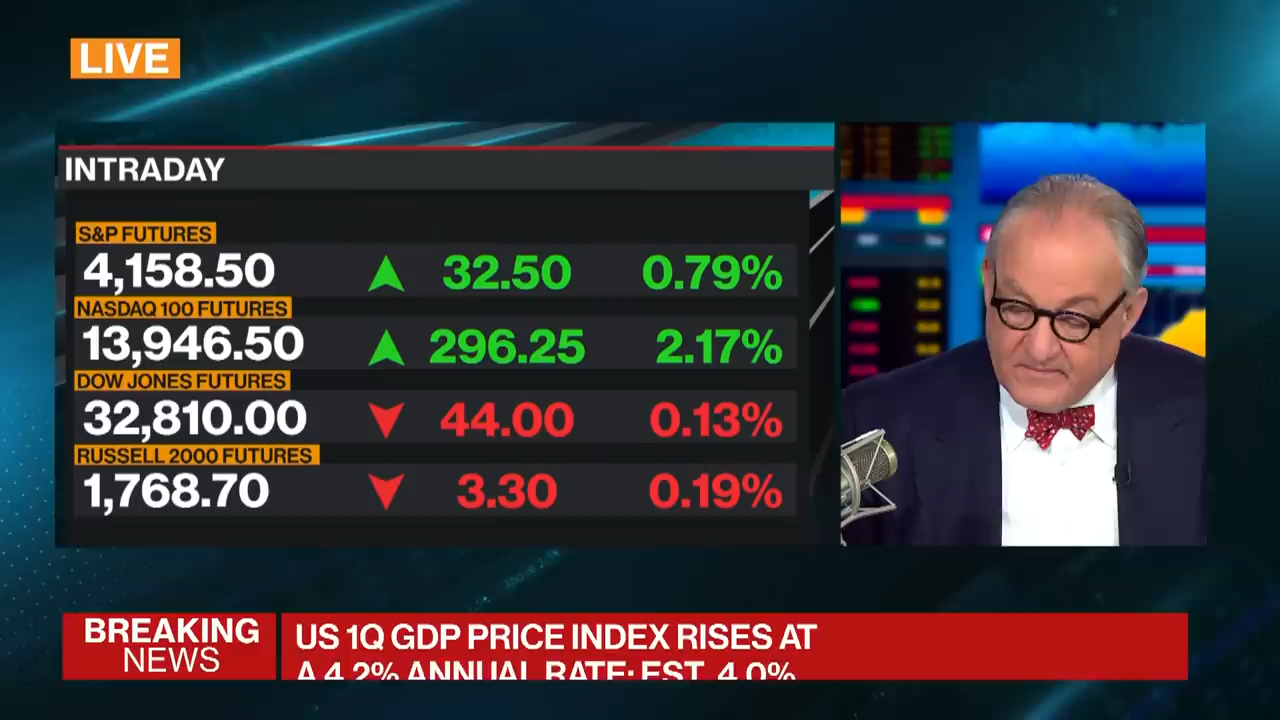 LIVE
INTRADAY
S&P FUTURES
4,158.50 ▲ 32.50 0.79%
NASDAQ 100 FUTURES
13,946.50 ▲ 296.25 2.17%
DOW JONES FUTURES
32,810.00 ▼ 44.00 0.13%
RUSSELL 2000 FUTURES
1,768.70 ▼ 3.30 0.19%
BREAKING
NEWS
US 1Q GDP PRICE INDEX RISES AT
A 4.2% ANNUAL RATE; EST. 4.0%